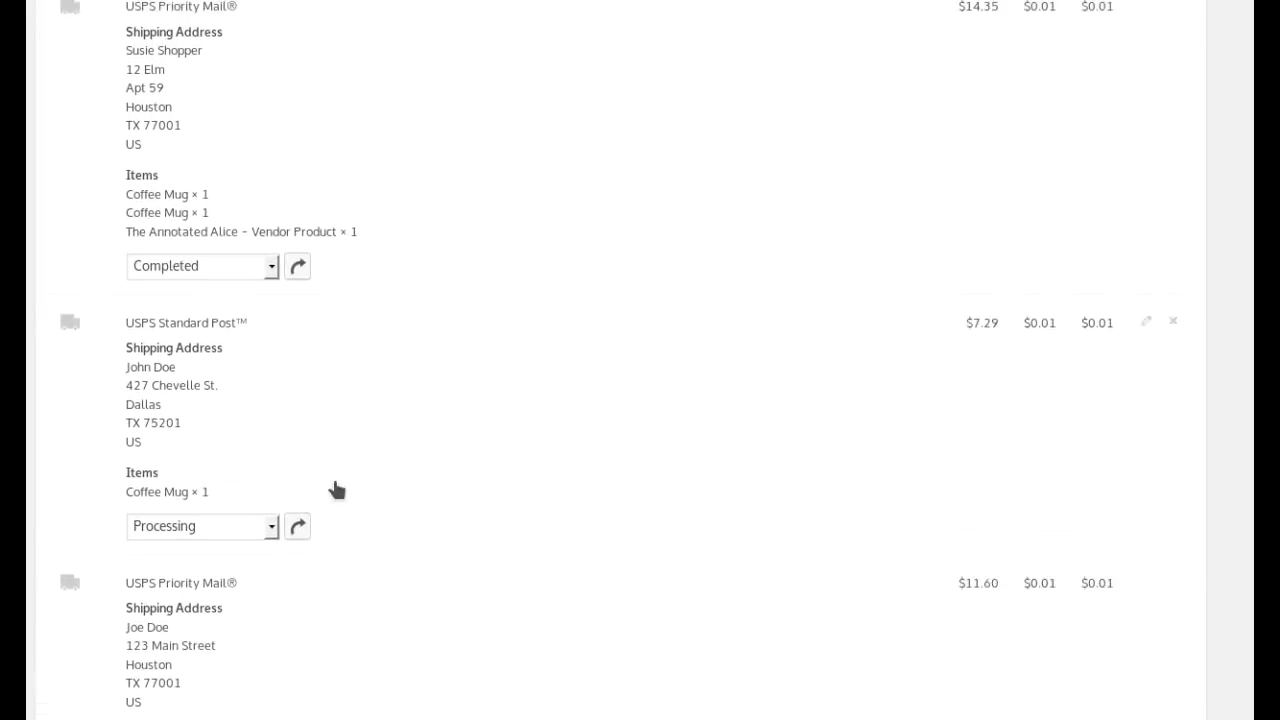 USPS Priority Mail® $14.35 $0.01 $0.01
Shipping Address
Susie Shopper
12 Elm
Apt 59
Houston
TX 77001
US
Items
Coffee Mug × 1
Coffee Mug × 1
The Annotated Alice - Vendor Product × 1
Completed
USPS Standard Post™ $7.29 $0.01 $0.01
Shipping Address
John Doe
427 Chevelle St.
Dallas
TX 75201
US
Items
Coffee Mug × 1
Processing
USPS Priority Mail® $11.60 $0.01 $0.01
Shipping Address
Joe Doe
123 Main Street
Houston
TX 77001
US